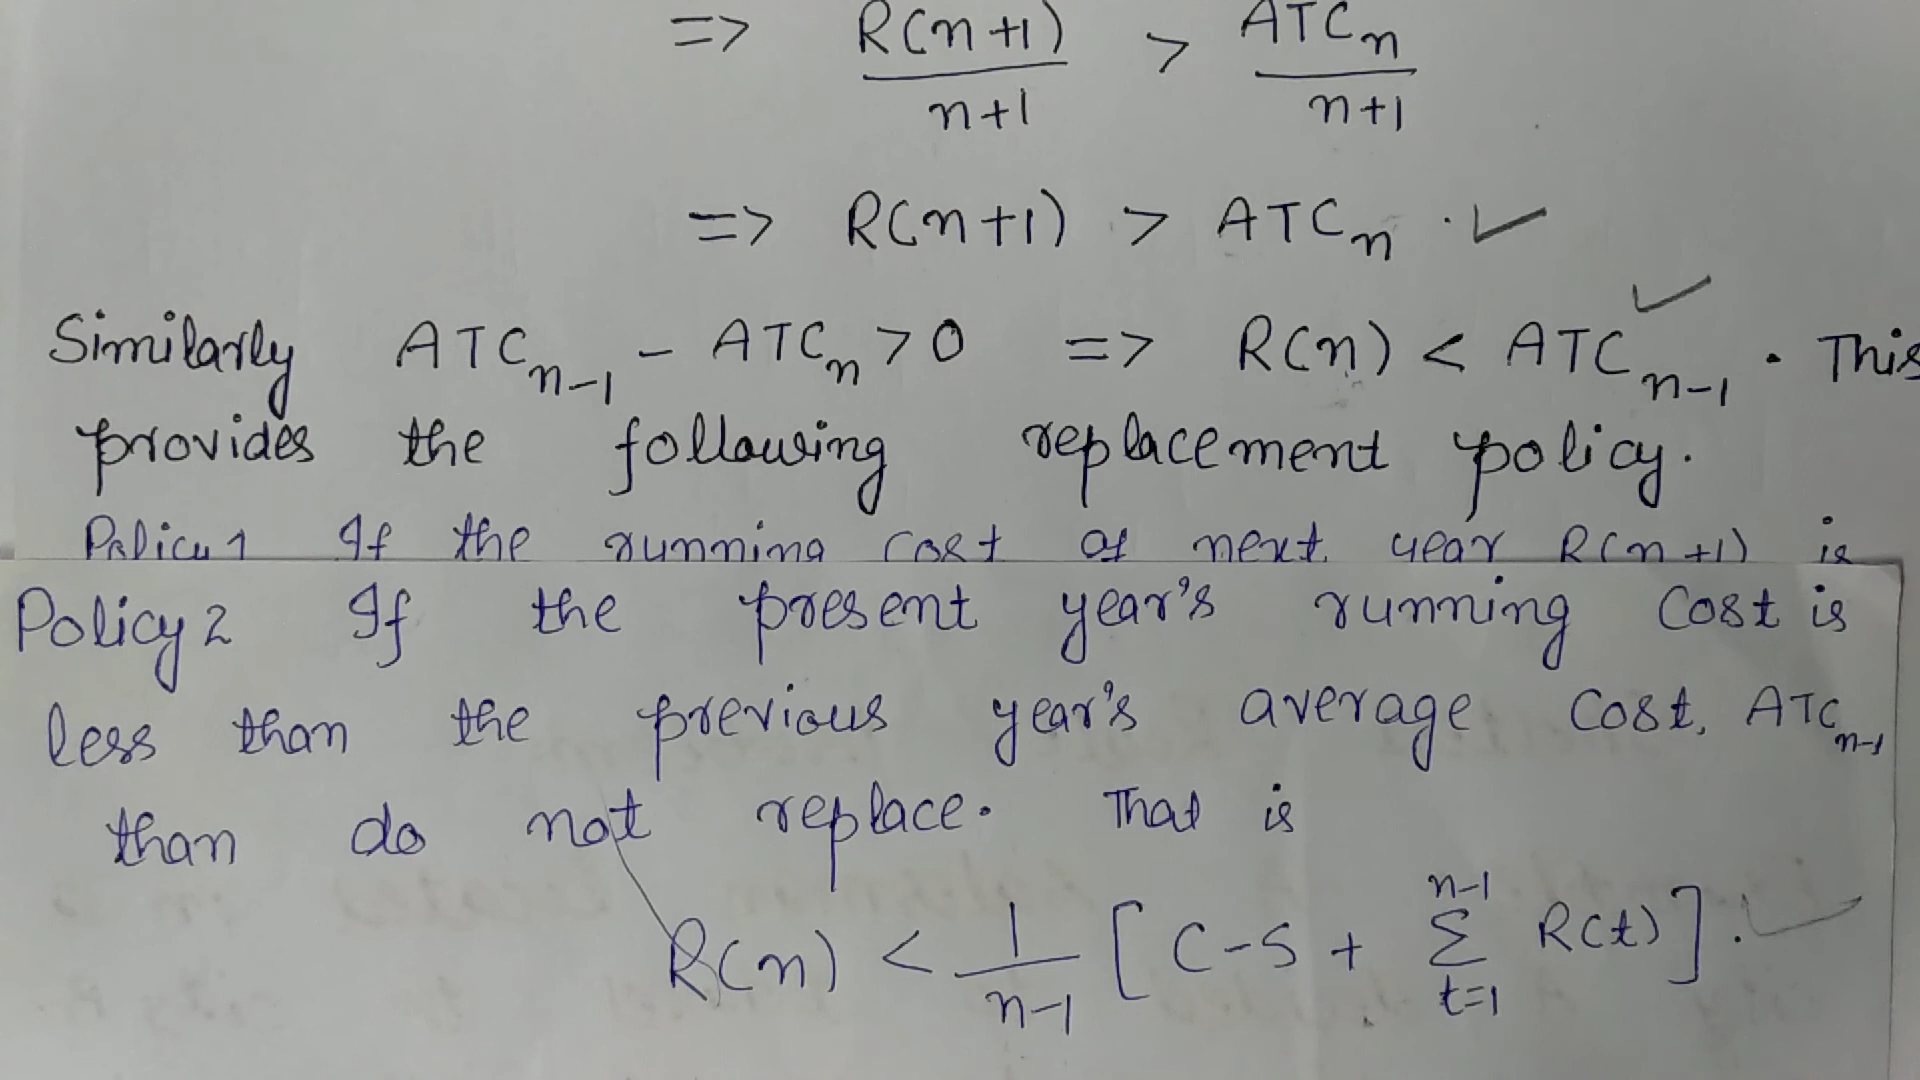 => R(n+1)/(n+1) > ATCₙ/(n+1)
=> R(n+1) > ATCₙ . ✓
Similarly ATCₙ₋₁ - ATCₙ > 0 => R(n) < ATCₙ₋₁ . This
provides the following replacement policy.
Policy 1 If the running cost of next year R(n+1) is
Policy 2 If the present year's running cost is
less than the previous year's average cost, ATCₙ₋₁
than do not replace. That is
R(n) < 1/(n-1) [C-S + Σ_{t=1}^{n-1} R(t)].